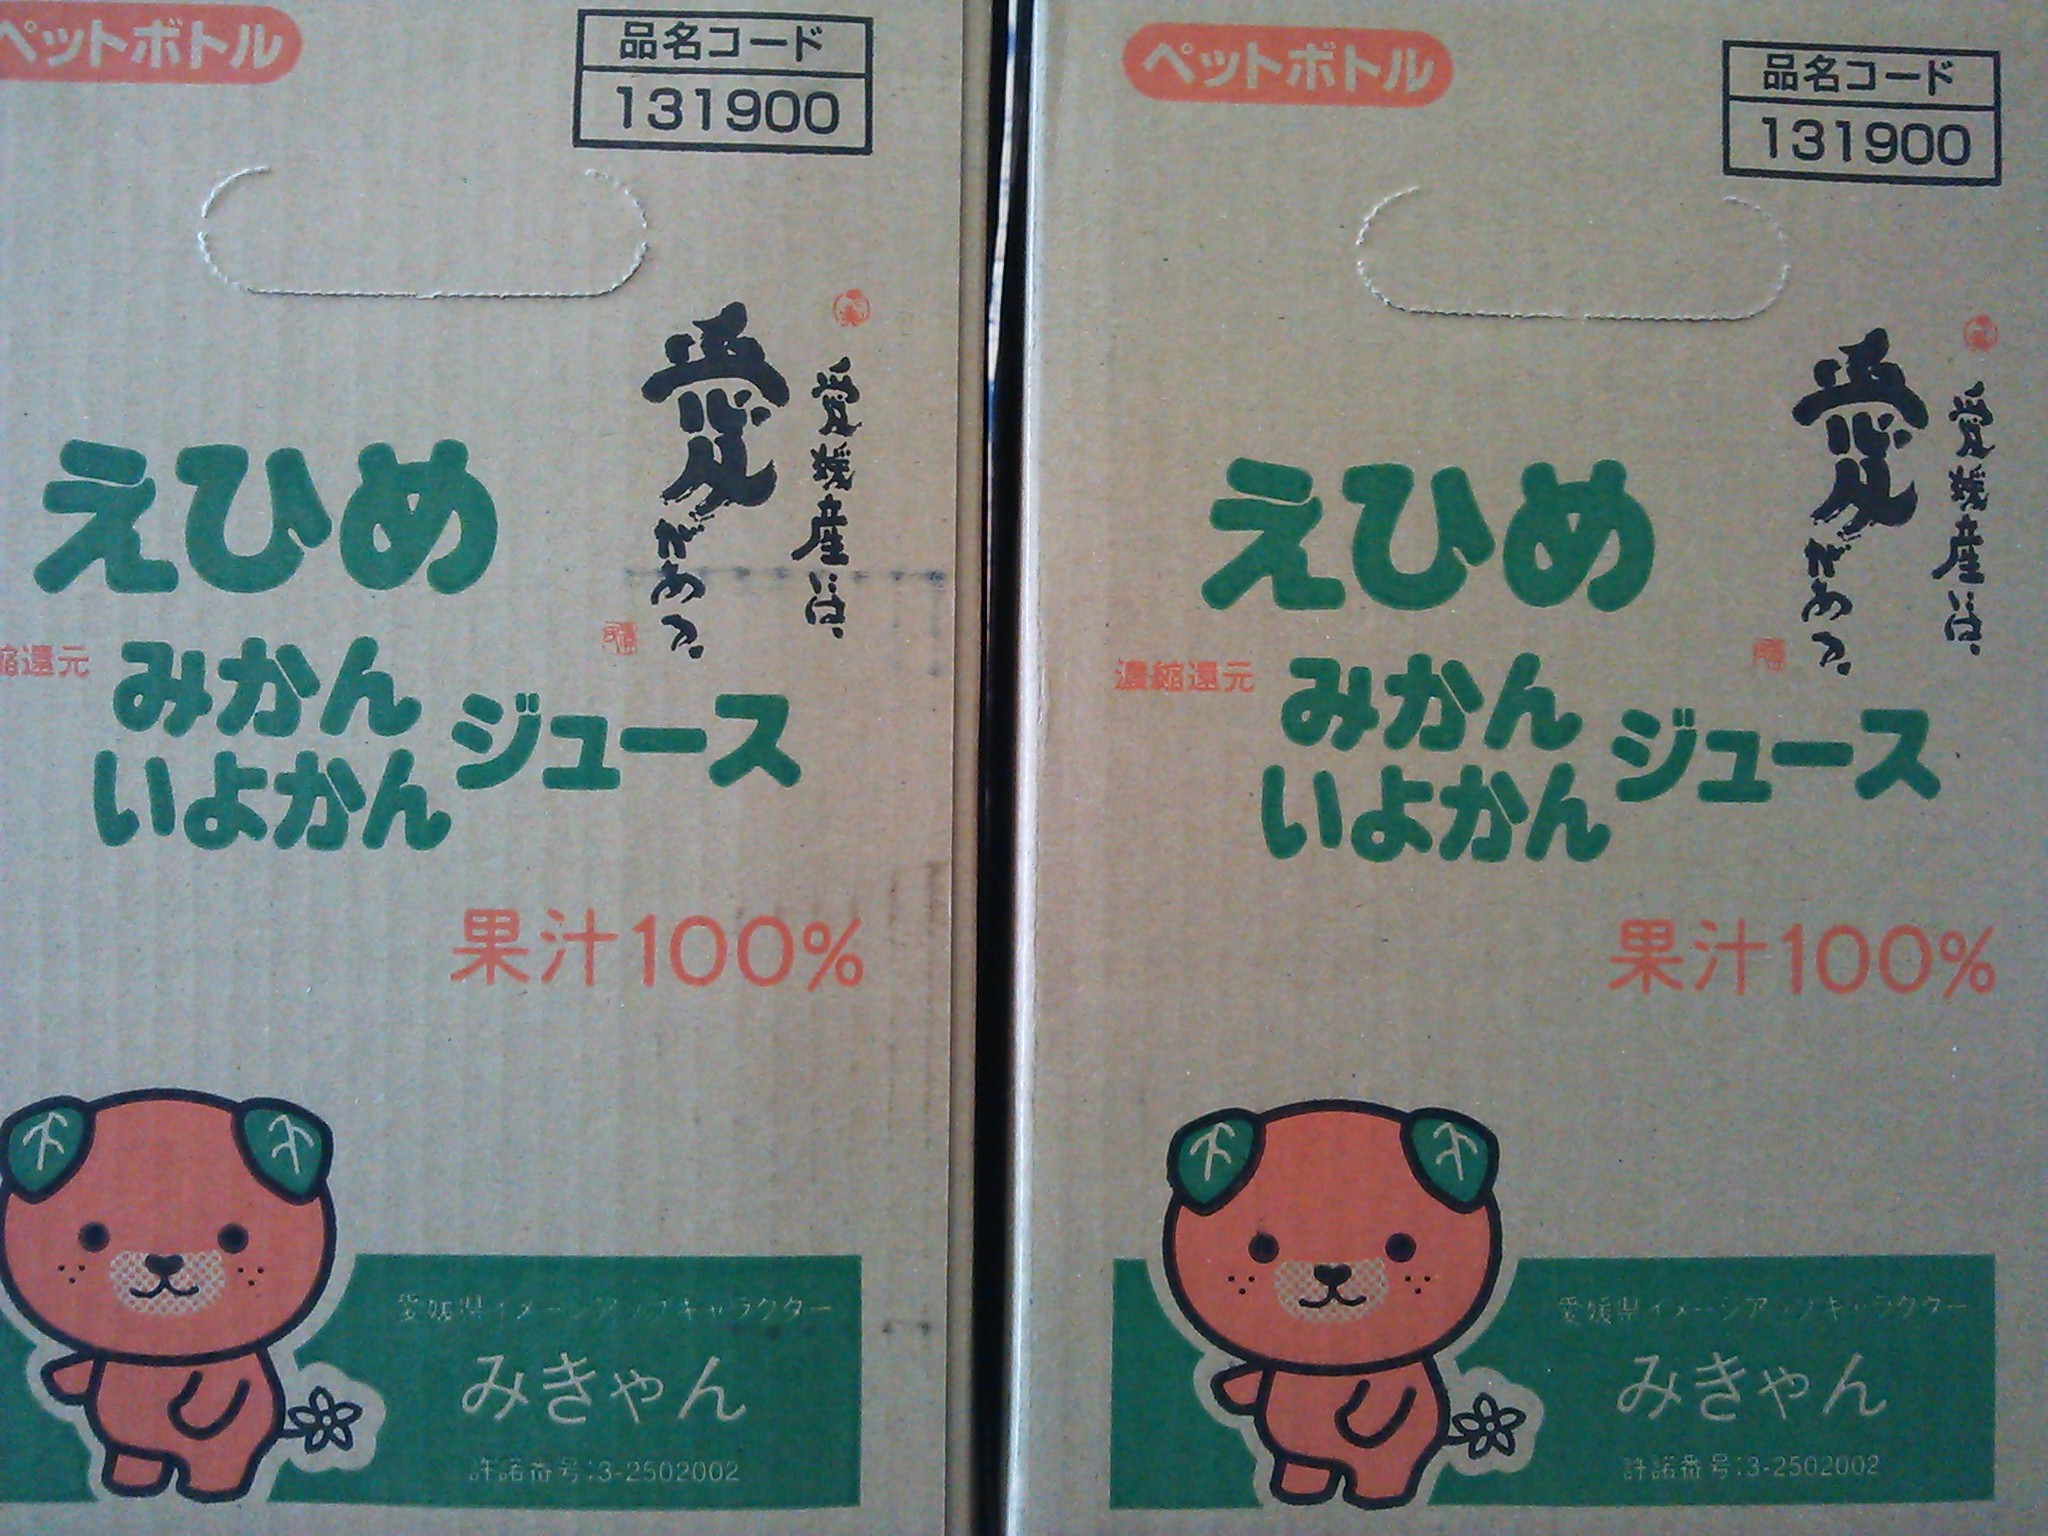 ペットボトル
品名コード
131900
愛媛産には、
愛がある。
えひめ
縮還元
みかん
いよかん
ジュース
果汁100%
愛媛県イメージアップキャラクター
みきゃん
許諾番号:3-2502002
ペットボトル
品名コード
131900
愛媛産には、
愛がある。
えひめ
濃縮還元
みかん
いよかん
ジュース
果汁100%
愛媛県イメージアップキャラクター
みきゃん
許諾番号:3-2502002